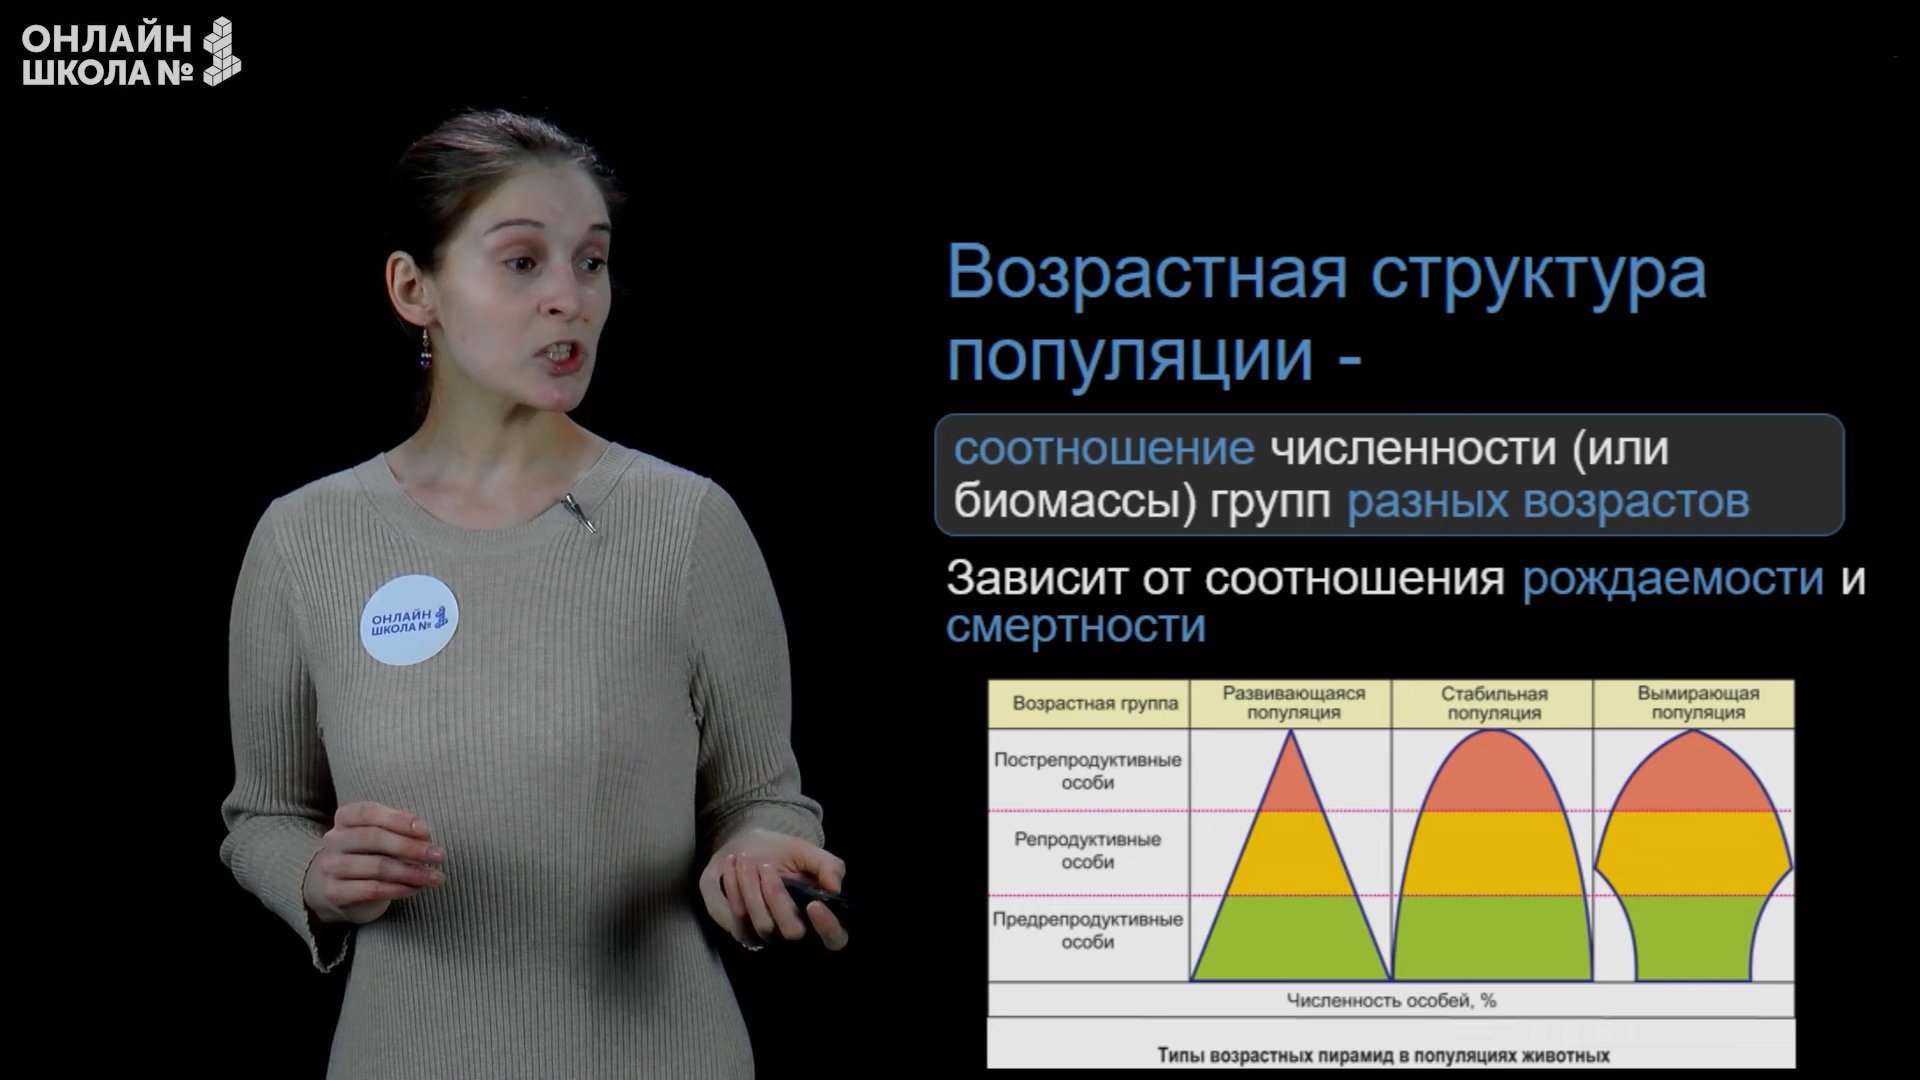 ОНЛАЙН
ШКОЛА №1
Возрастная структура
популяции -
соотношение численности (или
биомассы) групп разных возрастов
Зависит от соотношения рождаемости и
смертности
ОНЛАЙН
ШКОЛА №1
Возрастная группа
Развивающаяся
популяция
Стабильная
популяция
Вымирающая
популяция
Пострепродуктивные
особи
Репродуктивные
особи
Предрепродуктивные
особи
Численность особей, %
Типы возрастных пирамид в популяциях животных